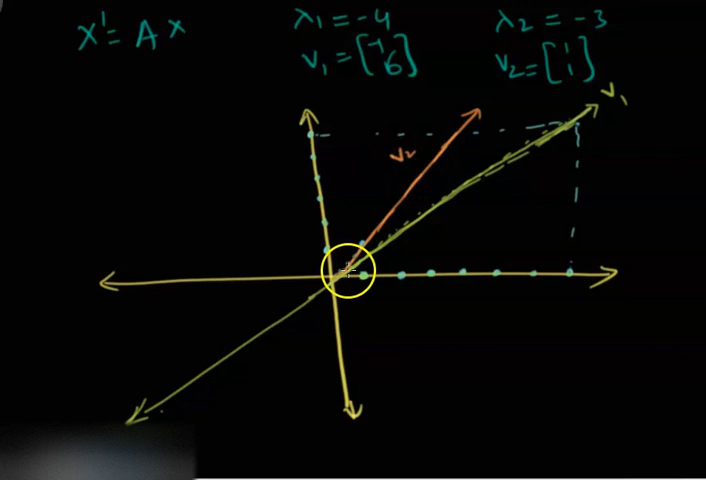 x' = A x
λ1 = -4
v1 = [7 6]
λ2 = -3
v2 = [1 1]
v1
v2